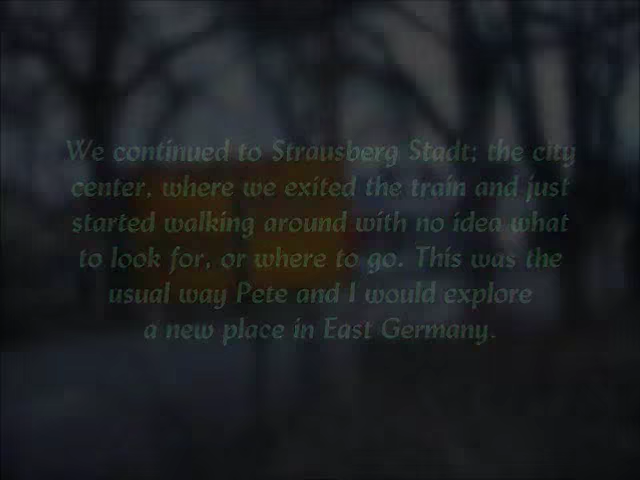 We continued to Strausberg Stadt; the city
center, where we exited the train and just
started walking around with no idea what
to look for, or where to go. This was the
usual way Pete and I would explore
a new place in East Germany.